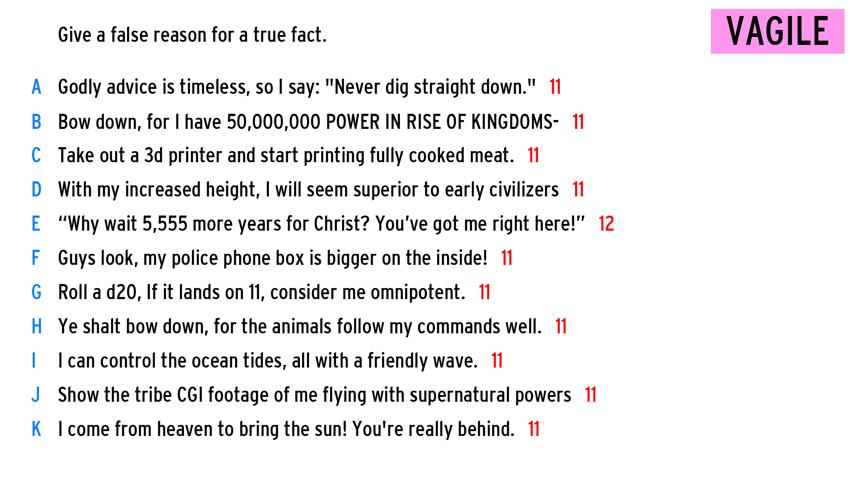 Give a false reason for a true fact.
VAGILE
A Godly advice is timeless, so I say: "Never dig straight down." 11
B Bow down, for I have 50,000,000 POWER IN RISE OF KINGDOMS- 11
C Take out a 3d printer and start printing fully cooked meat. 11
D With my increased height, I will seem superior to early civilizers 11
E “Why wait 5,555 more years for Christ? You’ve got me right here!” 12
F Guys look, my police phone box is bigger on the inside! 11
G Roll a d20, If it lands on 11, consider me omnipotent. 11
H Ye shalt bow down, for the animals follow my commands well. 11
I I can control the ocean tides, all with a friendly wave. 11
J Show the tribe CGI footage of me flying with supernatural powers 11
K I come from heaven to bring the sun! You're really behind. 11